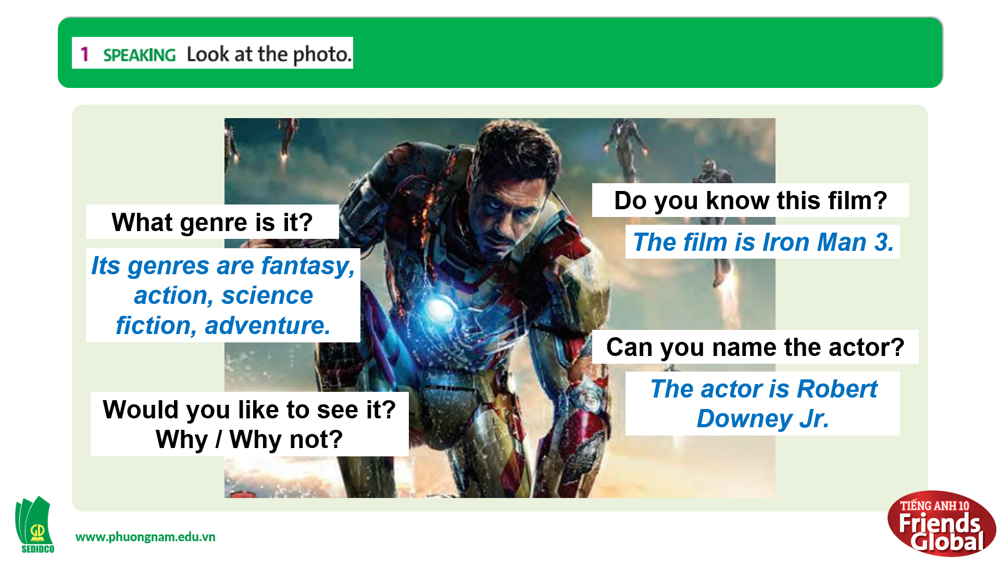 1 SPEAKING Look at the photo.
What genre is it?
Its genres are fantasy,
action, science
fiction, adventure.
Would you like to see it?
Why / Why not?
Do you know this film?
The film is Iron Man 3.
Can you name the actor?
The actor is Robert
Downey Jr.
GD
SEDIDCO
www.phuongnam.edu.vn
TIẾNG ANH 10
Friends
Global